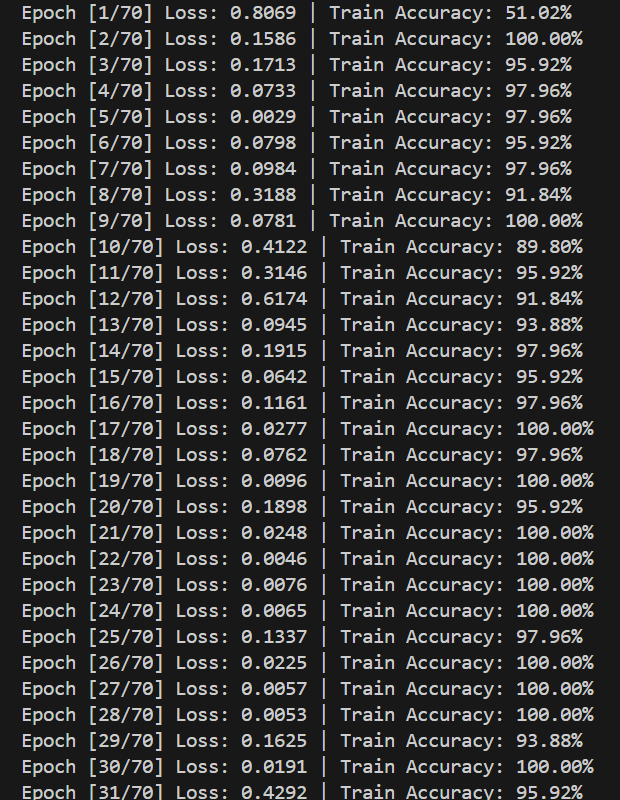 Epoch [1/70] Loss: 0.8069 | Train Accuracy: 51.02%
Epoch [2/70] Loss: 0.1586 | Train Accuracy: 100.00%
Epoch [3/70] Loss: 0.1713 | Train Accuracy: 95.92%
Epoch [4/70] Loss: 0.0733 | Train Accuracy: 97.96%
Epoch [5/70] Loss: 0.0029 | Train Accuracy: 97.96%
Epoch [6/70] Loss: 0.0798 | Train Accuracy: 95.92%
Epoch [7/70] Loss: 0.0984 | Train Accuracy: 97.96%
Epoch [8/70] Loss: 0.3188 | Train Accuracy: 91.84%
Epoch [9/70] Loss: 0.0781 | Train Accuracy: 100.00%
Epoch [10/70] Loss: 0.4122 | Train Accuracy: 89.80%
Epoch [11/70] Loss: 0.3146 | Train Accuracy: 95.92%
Epoch [12/70] Loss: 0.6174 | Train Accuracy: 91.84%
Epoch [13/70] Loss: 0.0945 | Train Accuracy: 93.88%
Epoch [14/70] Loss: 0.1915 | Train Accuracy: 97.96%
Epoch [15/70] Loss: 0.0642 | Train Accuracy: 95.92%
Epoch [16/70] Loss: 0.1161 | Train Accuracy: 97.96%
Epoch [17/70] Loss: 0.0277 | Train Accuracy: 100.00%
Epoch [18/70] Loss: 0.0762 | Train Accuracy: 97.96%
Epoch [19/70] Loss: 0.0096 | Train Accuracy: 100.00%
Epoch [20/70] Loss: 0.1898 | Train Accuracy: 95.92%
Epoch [21/70] Loss: 0.0248 | Train Accuracy: 100.00%
Epoch [22/70] Loss: 0.0046 | Train Accuracy: 100.00%
Epoch [23/70] Loss: 0.0076 | Train Accuracy: 100.00%
Epoch [24/70] Loss: 0.0065 | Train Accuracy: 100.00%
Epoch [25/70] Loss: 0.1337 | Train Accuracy: 97.96%
Epoch [26/70] Loss: 0.0225 | Train Accuracy: 100.00%
Epoch [27/70] Loss: 0.0057 | Train Accuracy: 100.00%
Epoch [28/70] Loss: 0.0053 | Train Accuracy: 100.00%
Epoch [29/70] Loss: 0.1625 | Train Accuracy: 93.88%
Epoch [30/70] Loss: 0.0191 | Train Accuracy: 100.00%
Epoch [31/70] Loss: 0.4292 | Train Accuracy: 95.92%